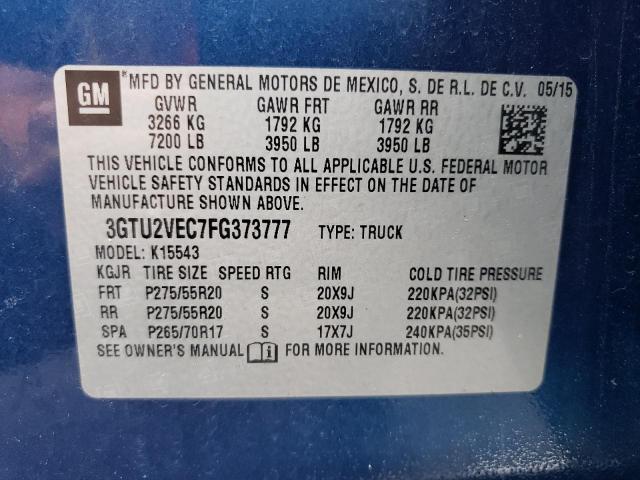 GM
*MFD BY GENERAL MOTORS DE MEXICO, S. DE R.L. DE C.V. 05/15
GVWR GAWR FRT GAWR RR
3266 KG 1792 KG 1792 KG
7200 LB 3950 LB 3950 LB
THIS VEHICLE CONFORMS TO ALL APPLICABLE U.S. FEDERAL MOTOR
VEHICLE SAFETY STANDARDS IN EFFECT ON THE DATE OF
MANUFACTURE SHOWN ABOVE.
3GTU2VEC7FG373777 TYPE: TRUCK
MODEL: K15543
KGJR TIRE SIZE SPEED RTG RIM COLD TIRE PRESSURE
FRT P275/55R20 S 20X9J 220KPA(32PSI)
RR P275/55R20 S 20X9J 220KPA(32PSI)
SPA P265/70R17 S 17X7J 240KPA(35PSI)
SEE OWNER'S MANUAL FOR MORE INFORMATION.